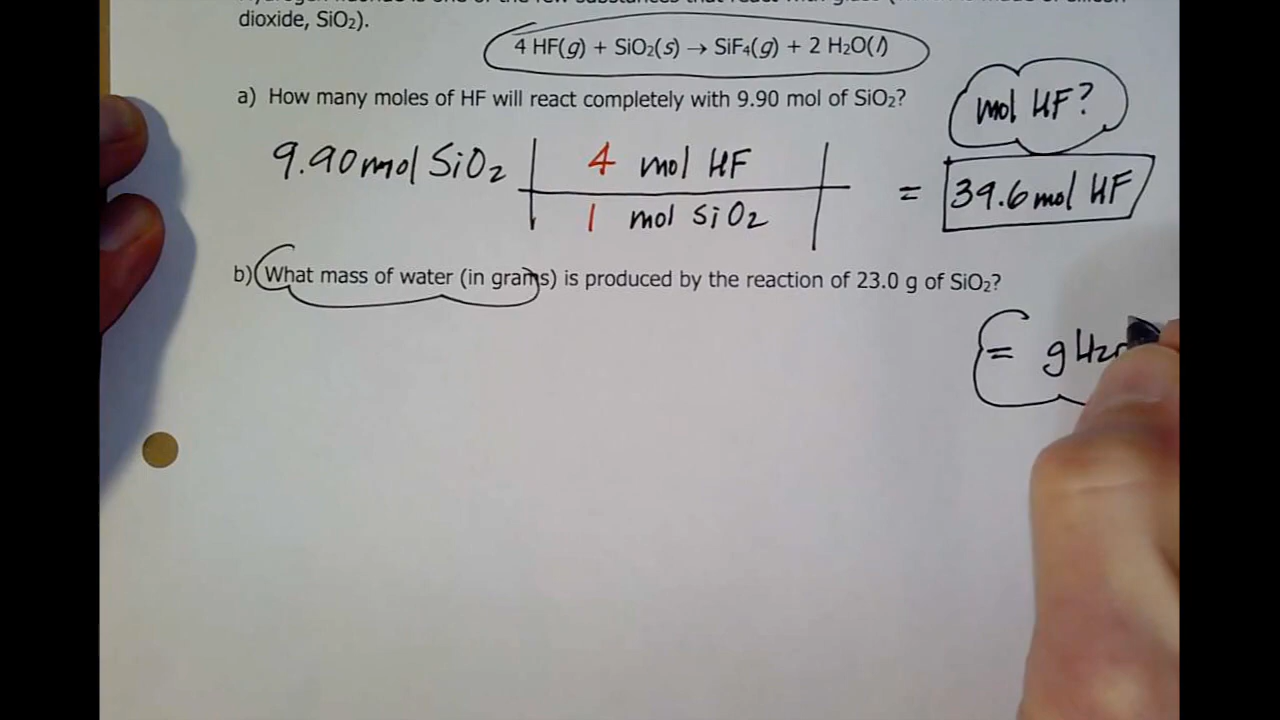 dioxide, SiO₂).
4 HF(g) + SiO₂(s) → SiF₄(g) + 2 H₂O(l)
a) How many moles of HF will react completely with 9.90 mol of SiO₂?
mol HF?
9.90 mol SiO₂ 4 mol HF
1 mol SiO₂
= 39.6 mol HF
b) What mass of water (in grams) is produced by the reaction of 23.0 g of SiO₂?
= g H₂